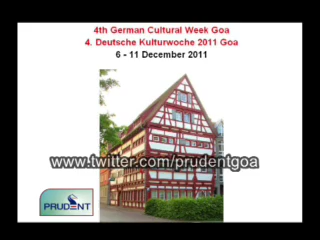 4th German Cultural Week Goa
4. Deutsche Kulturwoche 2011 Goa
6 - 11 December 2011
www.twitter.com/prudentgoa
PRUDENT